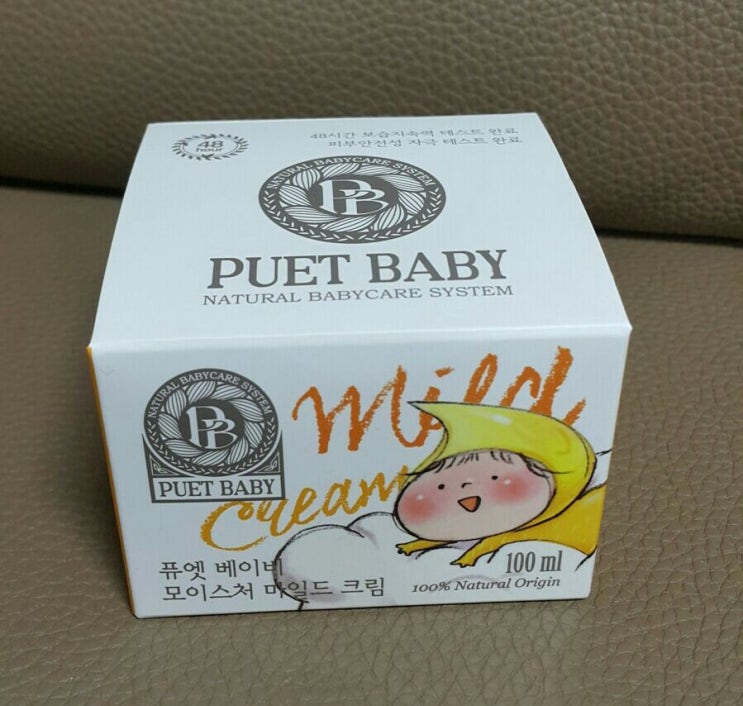 48
hour
48시간 보습지속력 테스트 완료
피부안전성 자극 테스트 완료
NATURAL BABYCARE SYSTEM
PB
PUET BABY
NATURAL BABYCARE SYSTEM
NATURAL BABYCARE SYSTEM
PB
PUET BABY
Mild
Cream
퓨엣 베이비
모이스처 마일드 크림
100 ml
100% Natural Origin